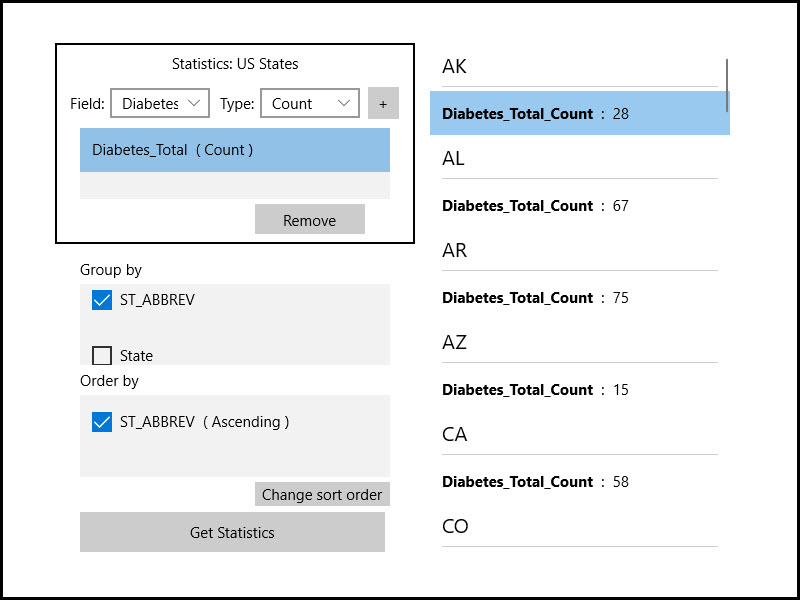 Statistics: US States
Field: Diabetes Type: Count +
Diabetes_Total ( Count )
Remove
Group by
ST_ABBREV
State
Order by
ST_ABBREV ( Ascending )
Change sort order
Get Statistics
AK
Diabetes_Total_Count : 28
AL
Diabetes_Total_Count : 67
AR
Diabetes_Total_Count : 75
AZ
Diabetes_Total_Count : 15
CA
Diabetes_Total_Count : 58
CO